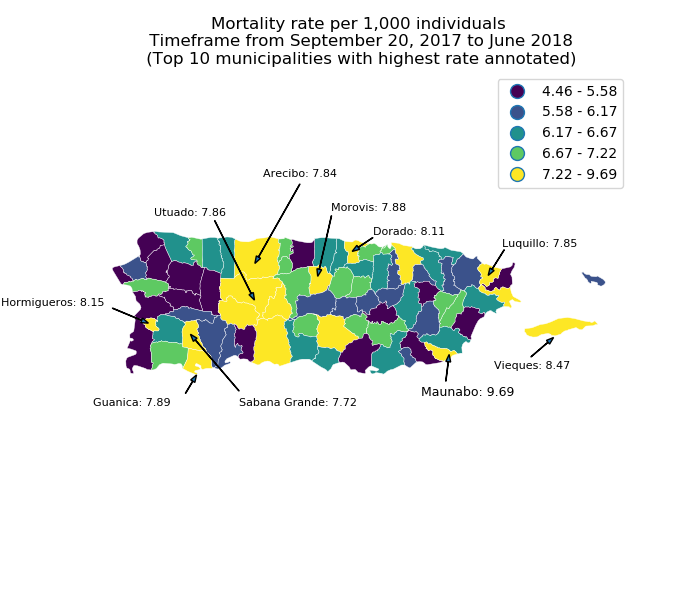 Mortality rate per 1,000 individuals
Timeframe from September 20, 2017 to June 2018
(Top 10 municipalities with highest rate annotated)
4.46 - 5.58
5.58 - 6.17
6.17 - 6.67
6.67 - 7.22
7.22 - 9.69
Arecibo: 7.84
Utuado: 7.86
Morovis: 7.88
Dorado: 8.11
Luquillo: 7.85
Hormigueros: 8.15
Vieques: 8.47
Maunabo: 9.69
Guanica: 7.89
Sabana Grande: 7.72